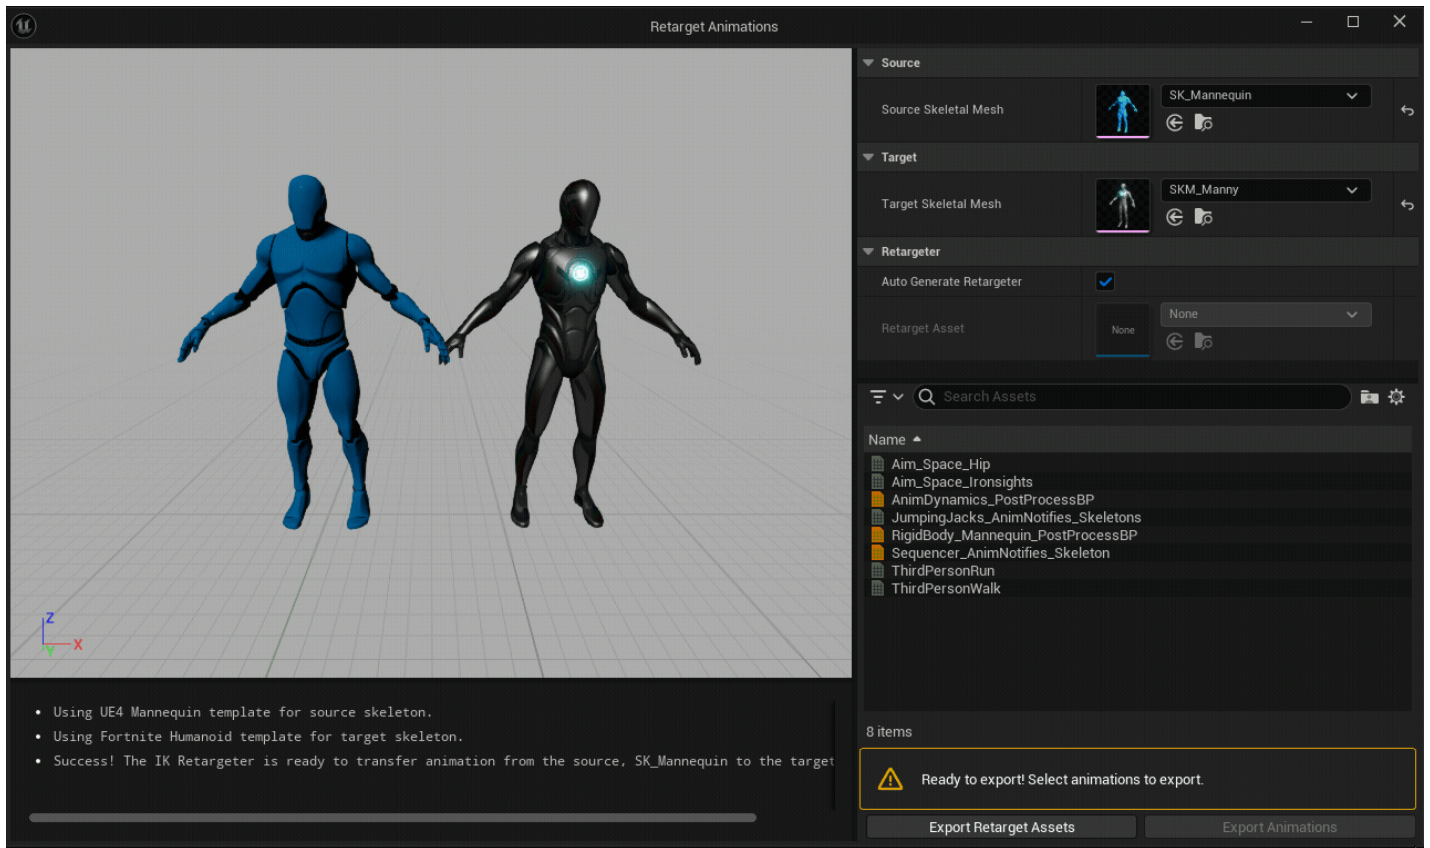 Retarget Animations
Source
Source Skeletal Mesh
SK_Mannequin
Target
Target Skeletal Mesh
SKM_Manny
Retargeter
Auto Generate Retargeter
Retarget Asset
None
None
Search Assets
Name
Aim_Space_Hip
Aim_Space_Ironsights
AnimDynamics_PostProcessBP
JumpingJacks_AnimNotifies_Skeletons
RigidBody_Mannequin_PostProcessBP
Sequencer_AnimNotifies_Skeleton
ThirdPersonRun
ThirdPersonWalk
8 items
Ready to export! Select animations to export.
Export Retarget Assets
Export Animations
Z
X
Y
• Using UE4 Mannequin template for source skeleton.
• Using Fortnite Humanoid template for target skeleton.
• Success! The IK Retargeter is ready to transfer animation from the source, SK_Mannequin to the target